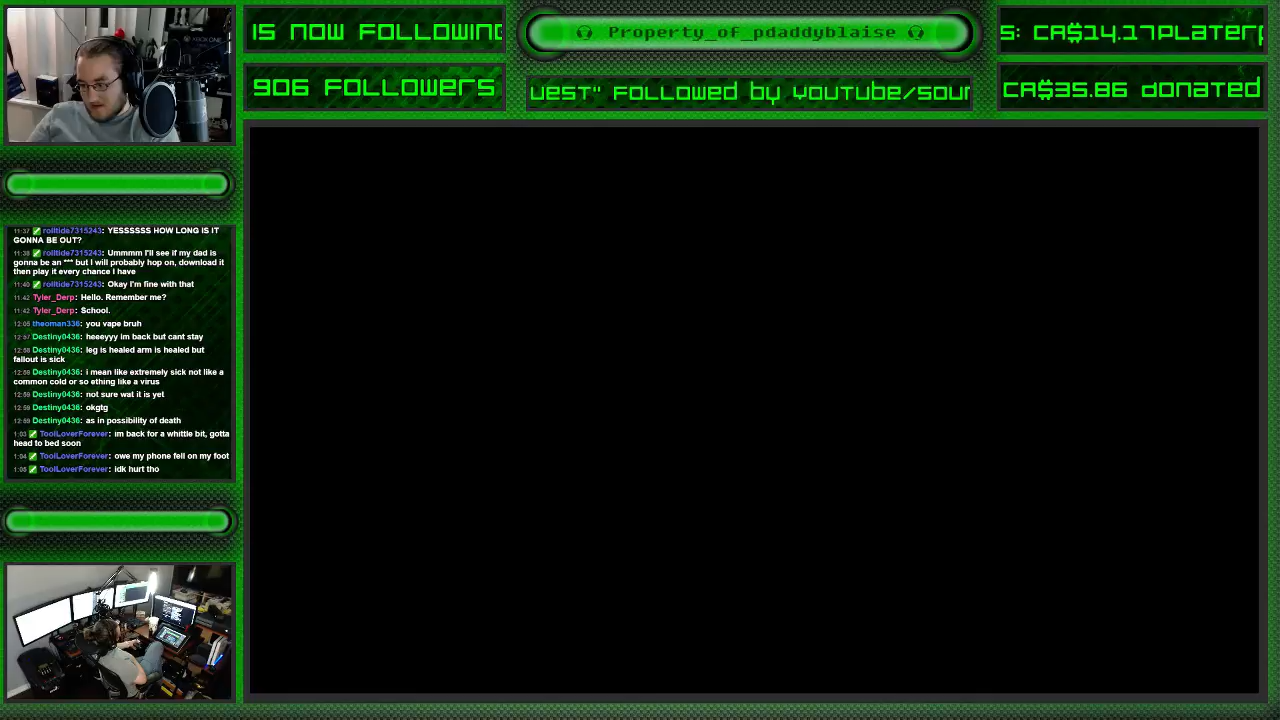 IS NOW FOLLOWING
Property_of_pdaddyblaise
S: CA$14.17PLATER
906 FOLLOWERS
UEST" FOLLOWED BY YOUTUBE/SOUR
CA$35.86 DONATED
XBOX ONE
11:37 rolltide7315243: YESSSSSS HOW LONG IS IT
GONNA BE OUT?
11:38 rolltide7315243: Ummmm I'll see if my dad is
gonna be an *** but I will probably hop on, download it
then play it every chance I have
11:40 rolltide7315243: Okay I'm fine with that
11:42 Tyler_Derp: Hello. Remember me?
11:42 Tyler_Derp: School.
12:05 theoman336: you vape bruh
12:57 Destiny0436: heeeyyy im back but cant stay
12:58 Destiny0436: leg is healed arm is healed but
fallout is sick
12:58 Destiny0436: i mean like extremely sick not like a
common cold or so ething like a virus
12:59 Destiny0436: not sure wat it is yet
12:59 Destiny0436: okgtg
12:59 Destiny0436: as in possibility of death
1:03 ToolLoverForever: im back for a whittle bit, gotta
head to bed soon
1:04 ToolLoverForever: owe my phone fell on my foot
1:05 ToolLoverForever: idk hurt tho